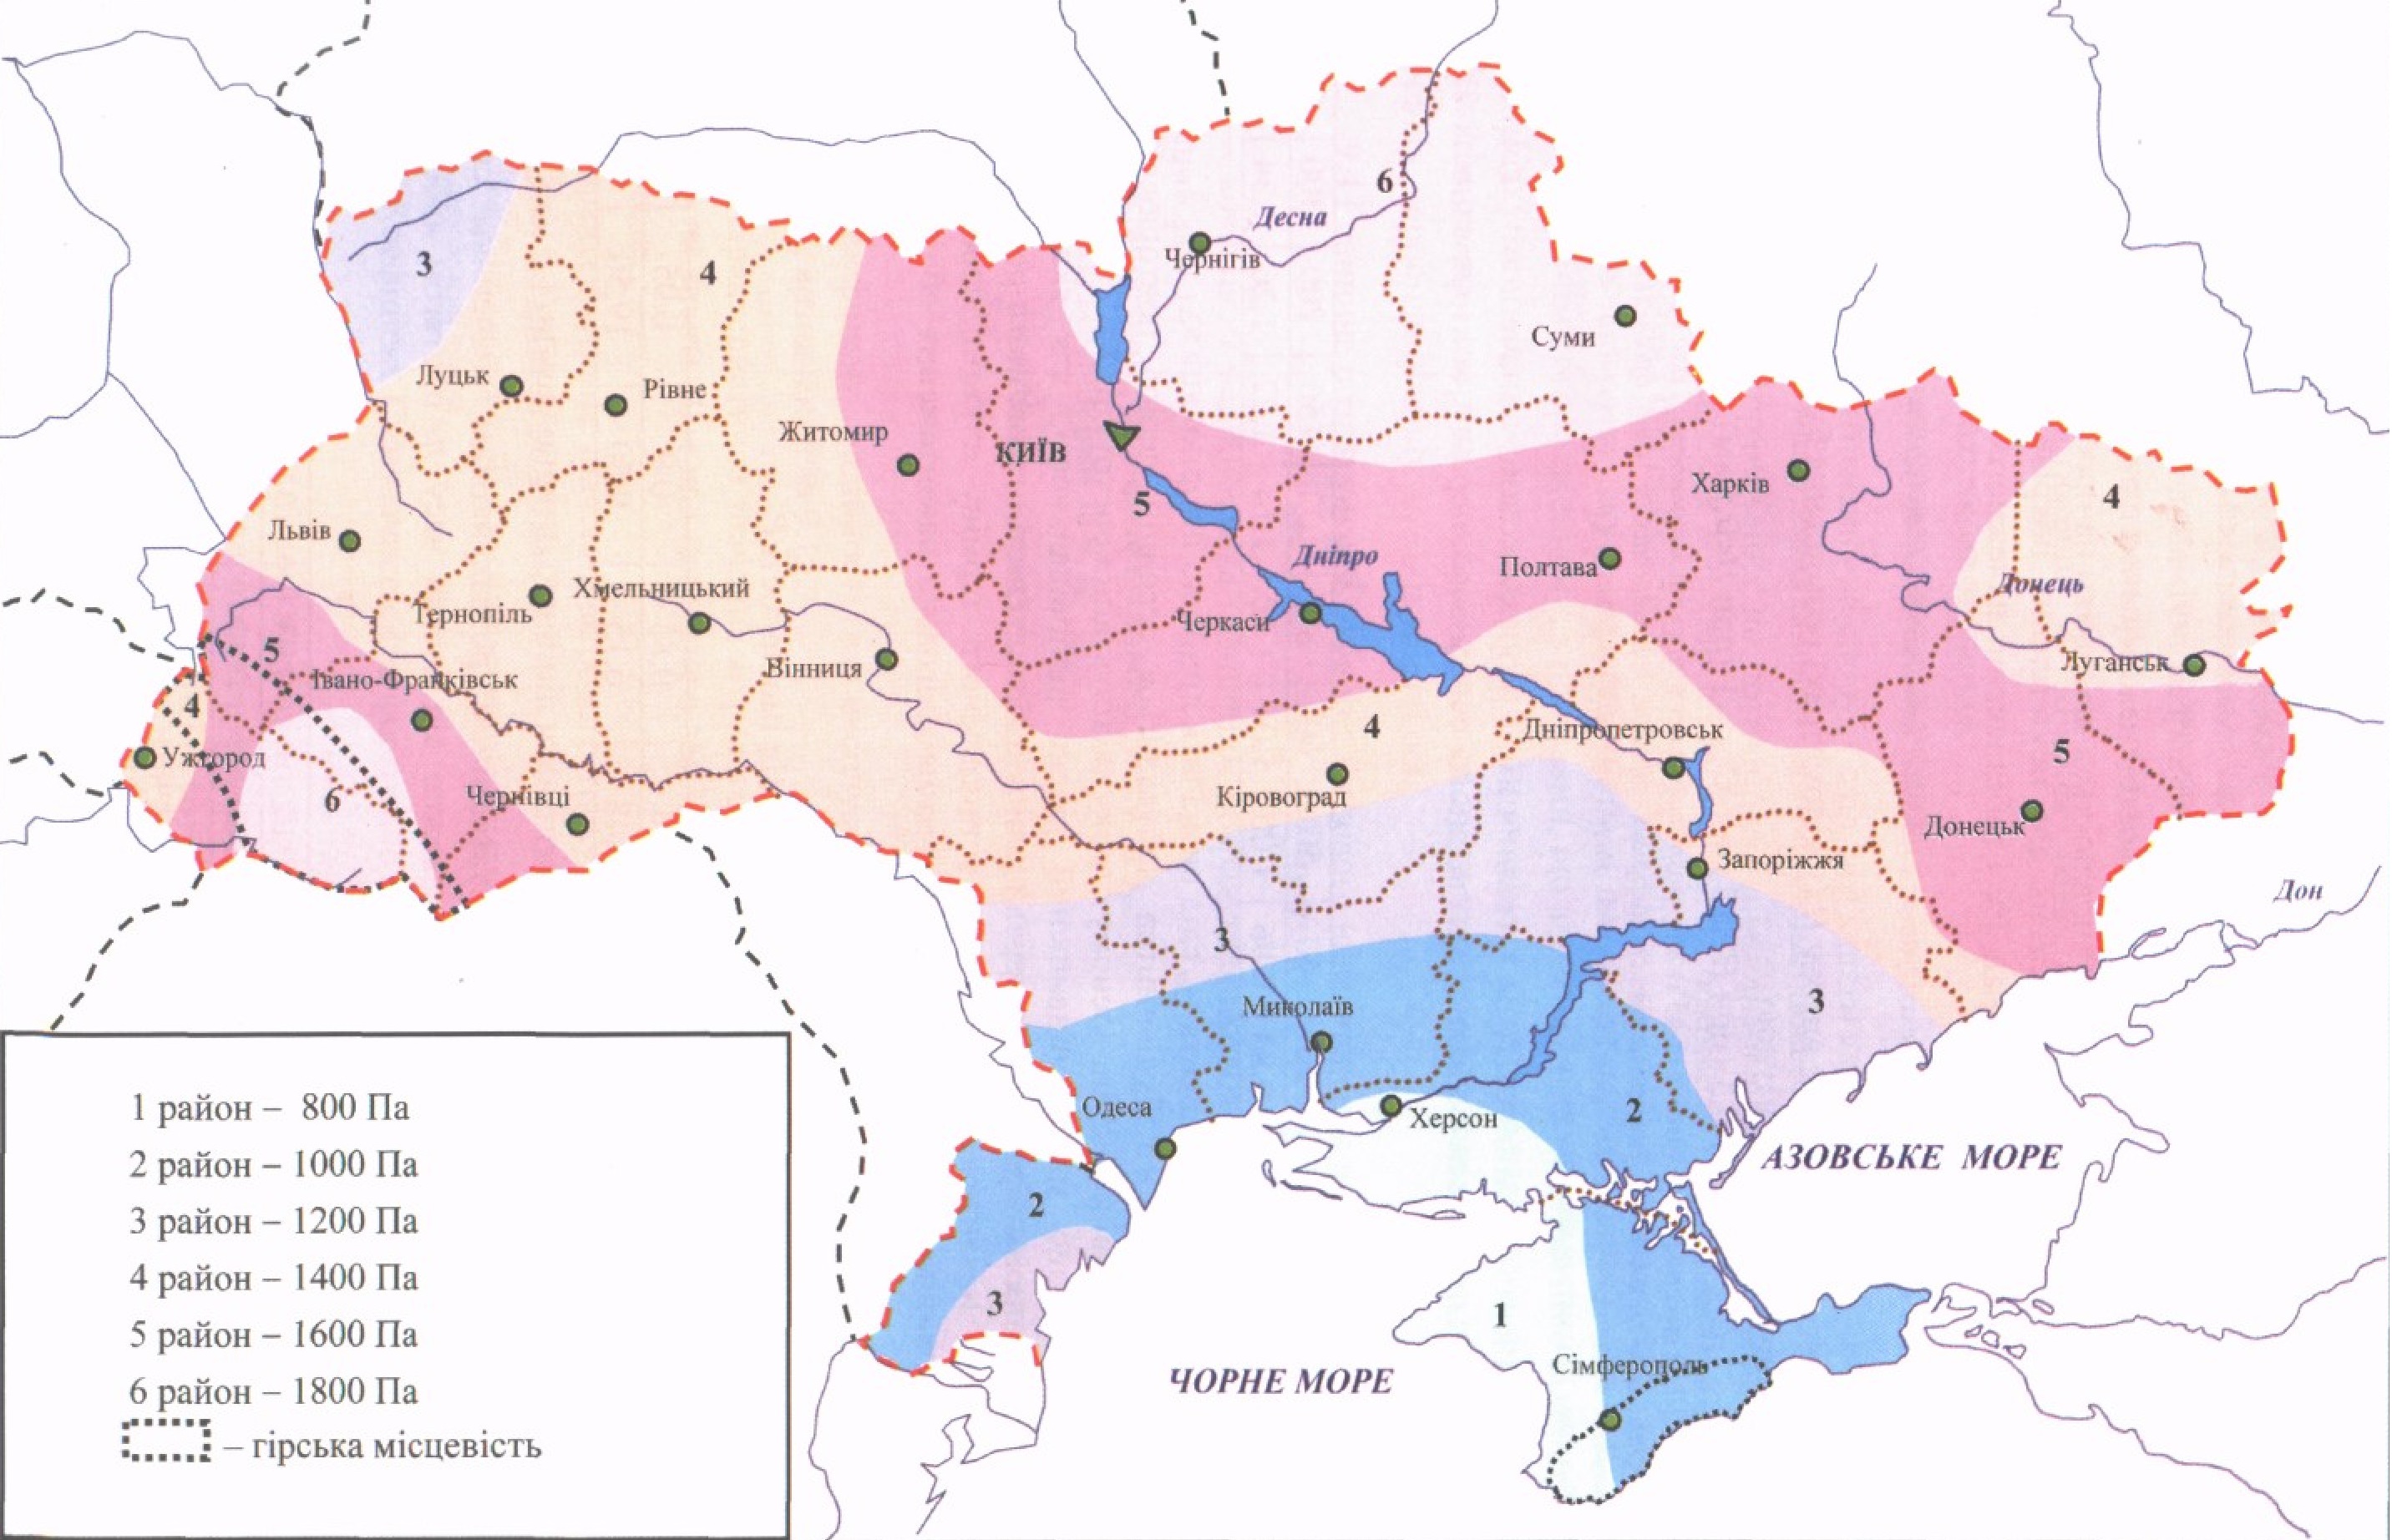 6
Десна
Чернігів
3
4
Суми
Луцьк
Рівне
Житомир
КИЇВ
5
Харків
4
Львів
Дніпро
Полтава
Донець
Тернопіль
Хмельницький
Черкаси
5
Вінниця
Луганськ
Івано-Франківськ
4
4
Дніпропетровськ
5
Ужгород
6
Чернівці
Кіровоград
Донецьк
Запоріжжя
Дон
3
3
Миколаїв
Одеса
Херсон
2
АЗОВСЬКЕ МОРЕ
2
3
1
Сімферополь
ЧОРНЕ МОРЕ
1 район – 800 Па
2 район – 1000 Па
3 район – 1200 Па
4 район – 1400 Па
5 район – 1600 Па
6 район – 1800 Па
– гірська місцевість